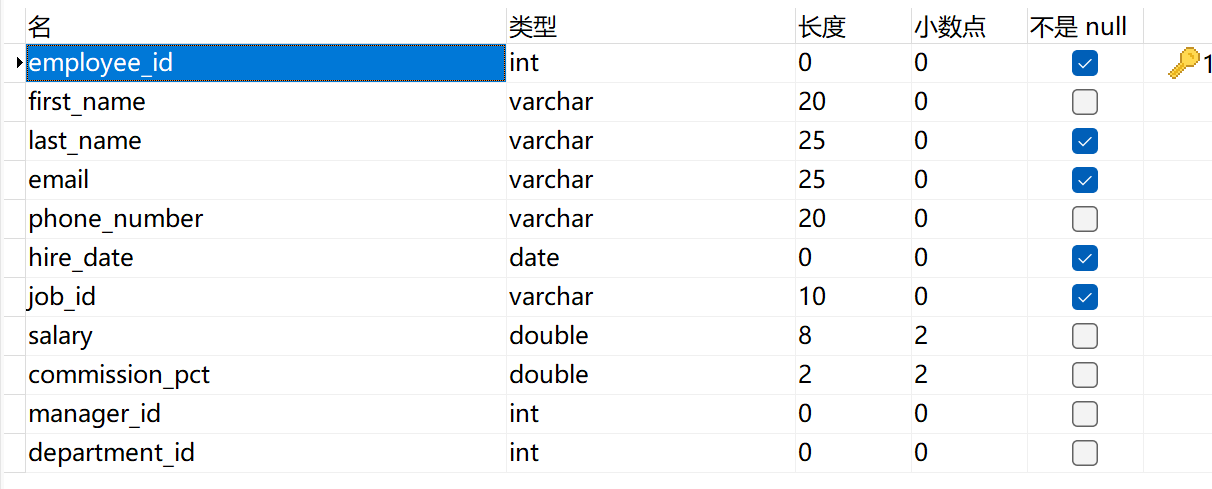 名 类型 长度 小数点 不是 null
employee_id int 0 0 1
first_name varchar 20 0
last_name varchar 25 0
email varchar 25 0
phone_number varchar 20 0
hire_date date 0 0
job_id varchar 10 0
salary double 8 2
commission_pct double 2 2
manager_id int 0 0
department_id int 0 0